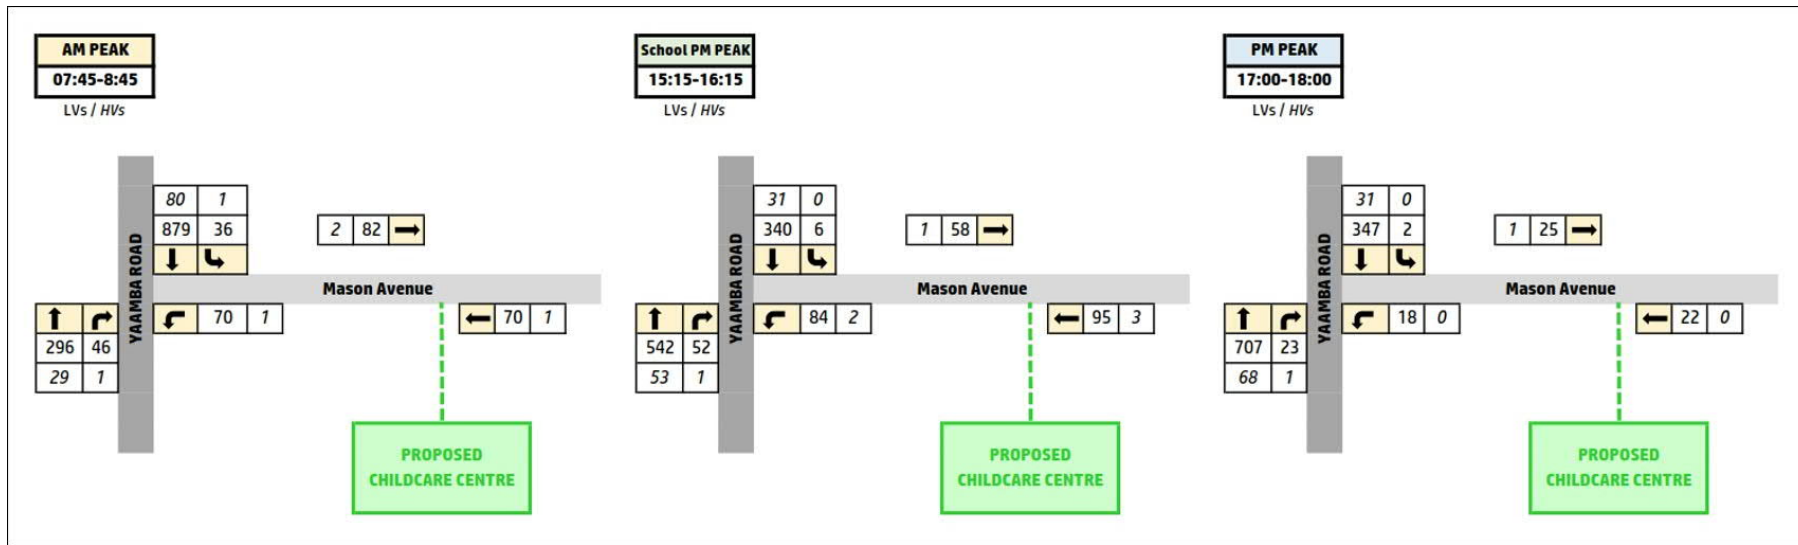 AM PEAK
07:45-8:45
LVs / HVs
80 1
879 36
2 82
YAAMBA ROAD
Mason Avenue
70 1
70 1
296 46
29 1
PROPOSED
CHILDCARE CENTRE
School PM PEAK
15:15-16:15
LVs / HVs
31 0
340 6
1 58
YAAMBA ROAD
Mason Avenue
84 2
95 3
542 52
53 1
PROPOSED
CHILDCARE CENTRE
PM PEAK
17:00-18:00
LVs / HVs
31 0
347 2
1 25
YAAMBA ROAD
Mason Avenue
18 0
22 0
707 23
68 1
PROPOSED
CHILDCARE CENTRE